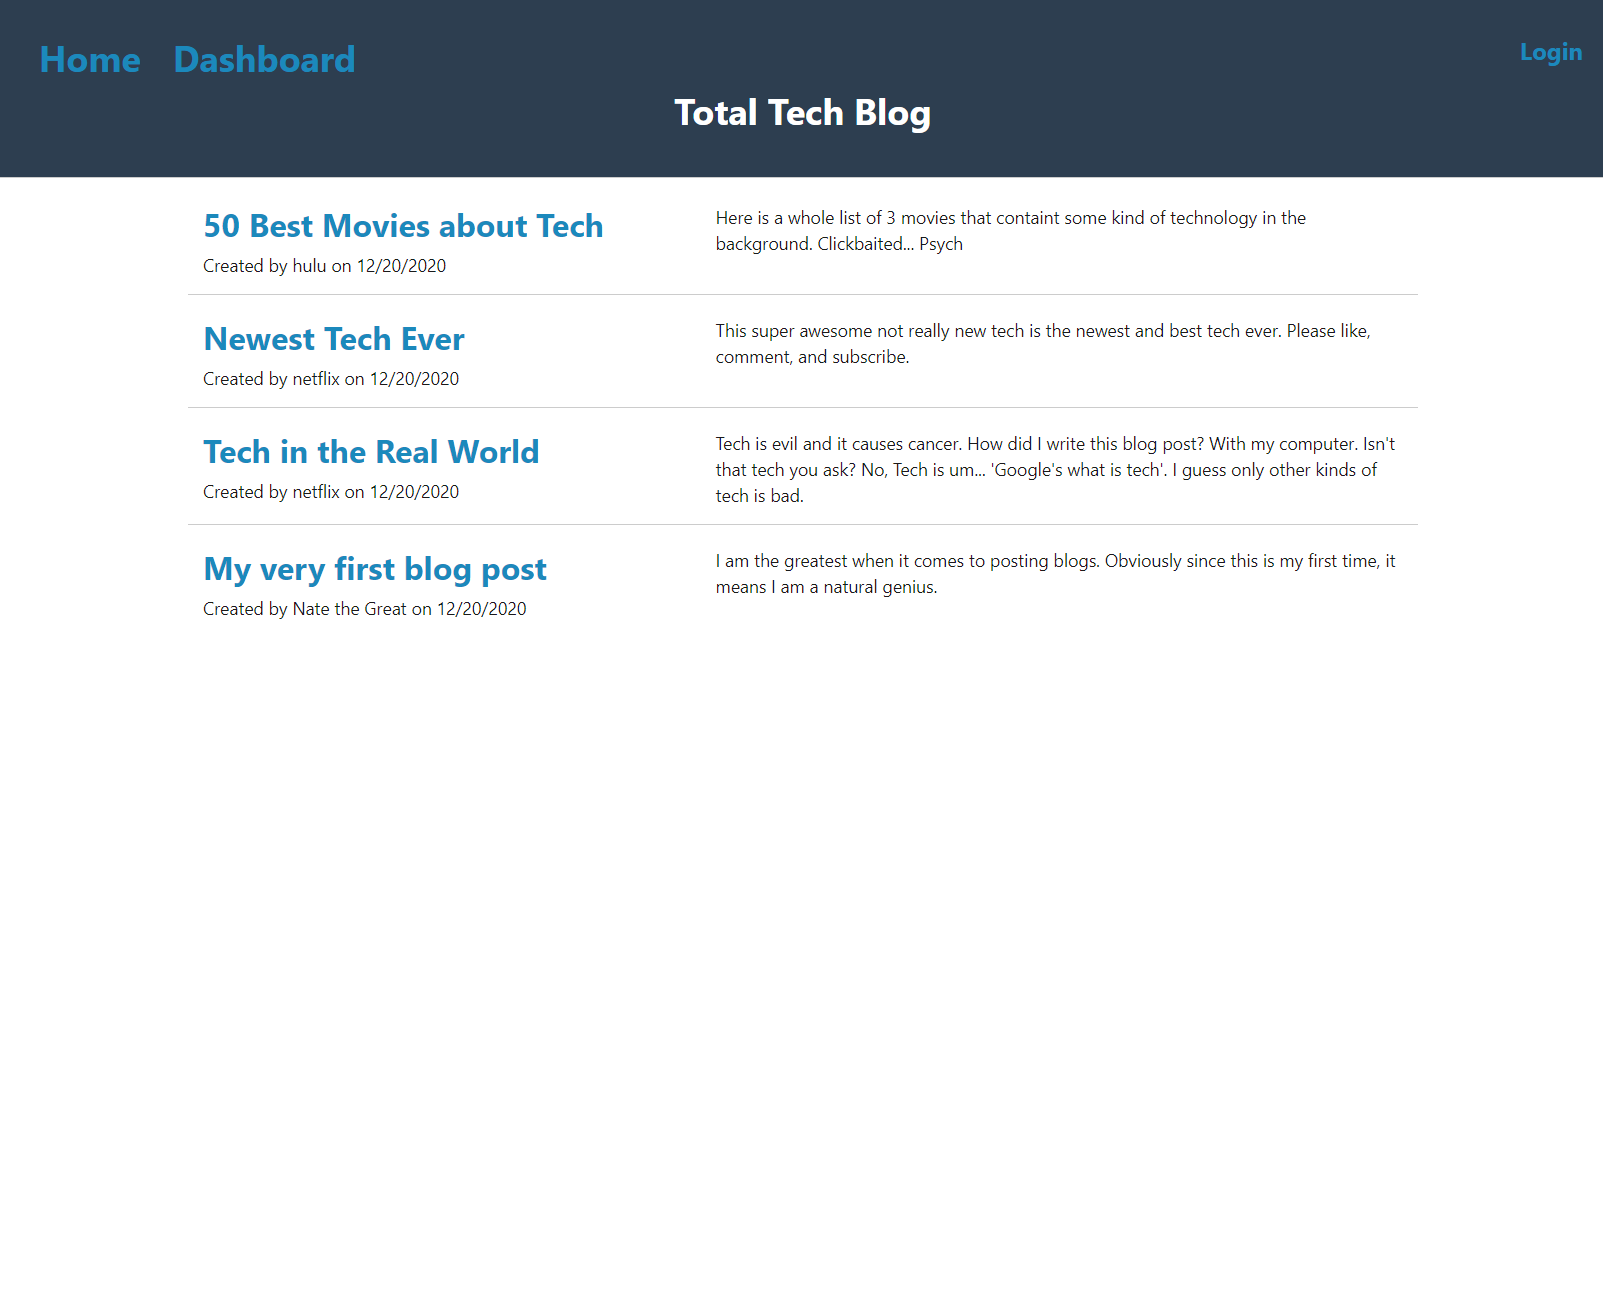 Home Dashboard
Login
Total Tech Blog
50 Best Movies about Tech
Created by hulu on 12/20/2020
Here is a whole list of 3 movies that containt some kind of technology in the
background. Clickbaited... Psych
Newest Tech Ever
Created by netflix on 12/20/2020
This super awesome not really new tech is the newest and best tech ever. Please like,
comment, and subscribe.
Tech in the Real World
Created by netflix on 12/20/2020
Tech is evil and it causes cancer. How did I write this blog post? With my computer. Isn't
that tech you ask? No, Tech is um... 'Google's what is tech'. I guess only other kinds of
tech is bad.
My very first blog post
Created by Nate the Great on 12/20/2020
I am the greatest when it comes to posting blogs. Obviously since this is my first time, it
means I am a natural genius.